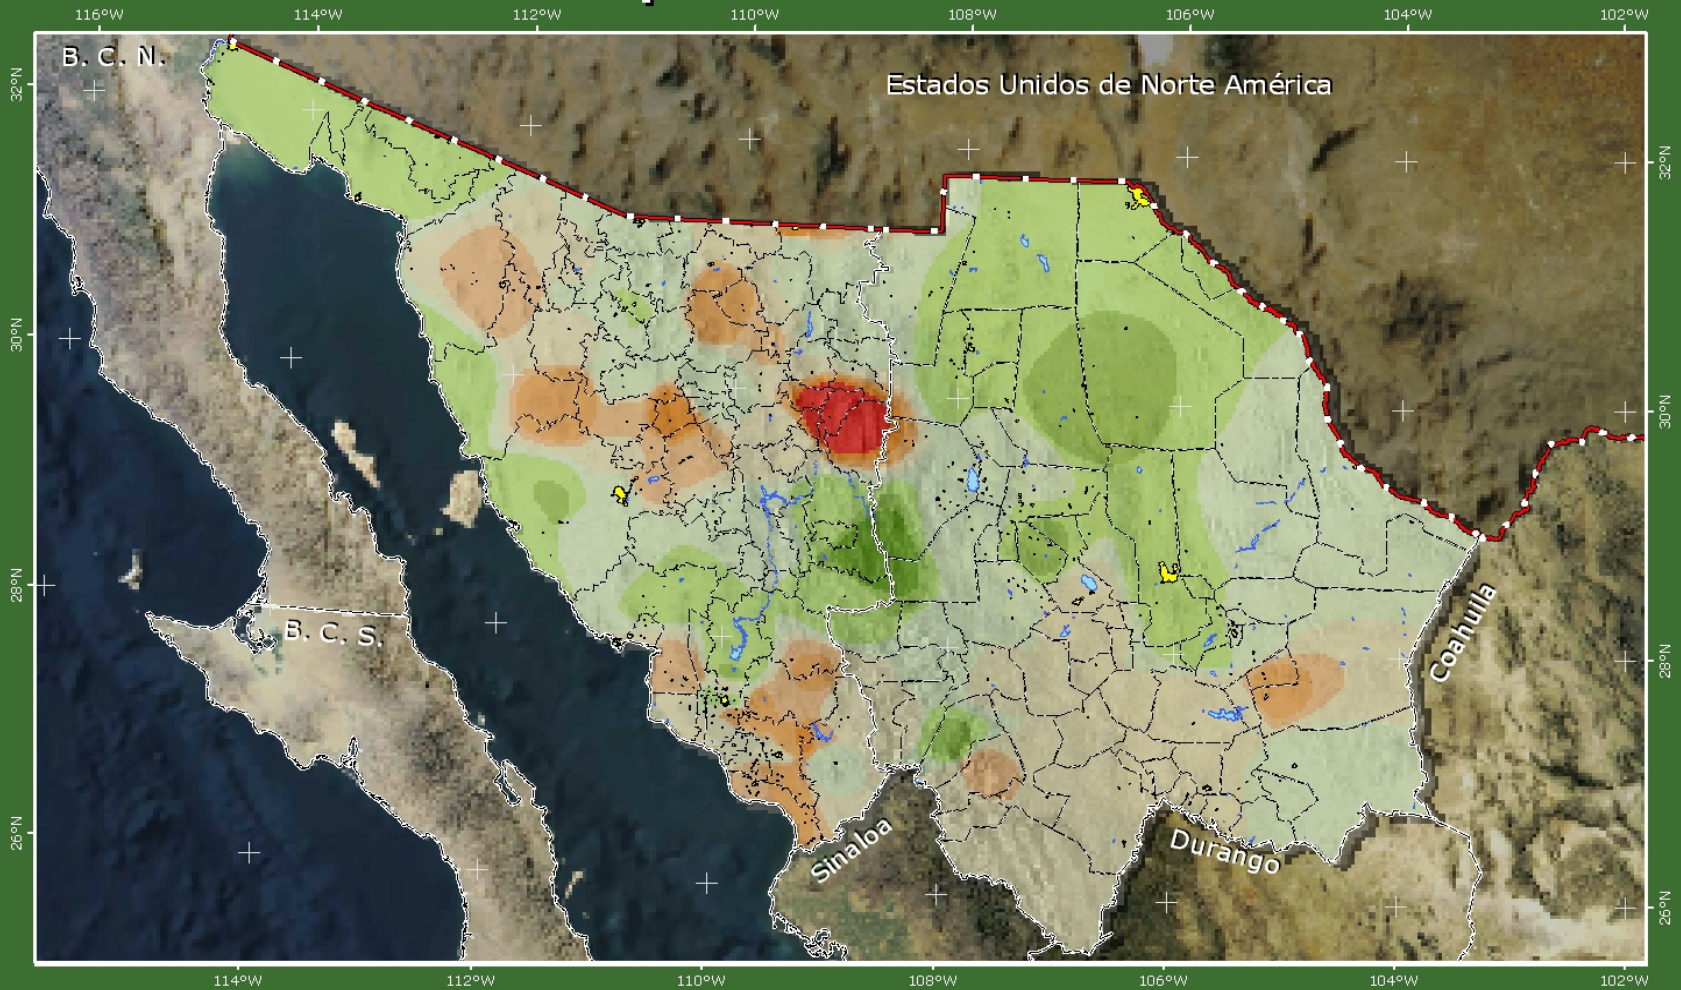 116°W 114°W 112°W 110°W 108°W 106°W 104°W 102°W
B. C. N.
Estados Unidos de Norte América
32°N
32°N
30°N
30°N
28°N
28°N
B. C. S.
Coahuila
26°N
26°N
Sinaloa
Durango
114°W 112°W 110°W 108°W 106°W 104°W 102°W